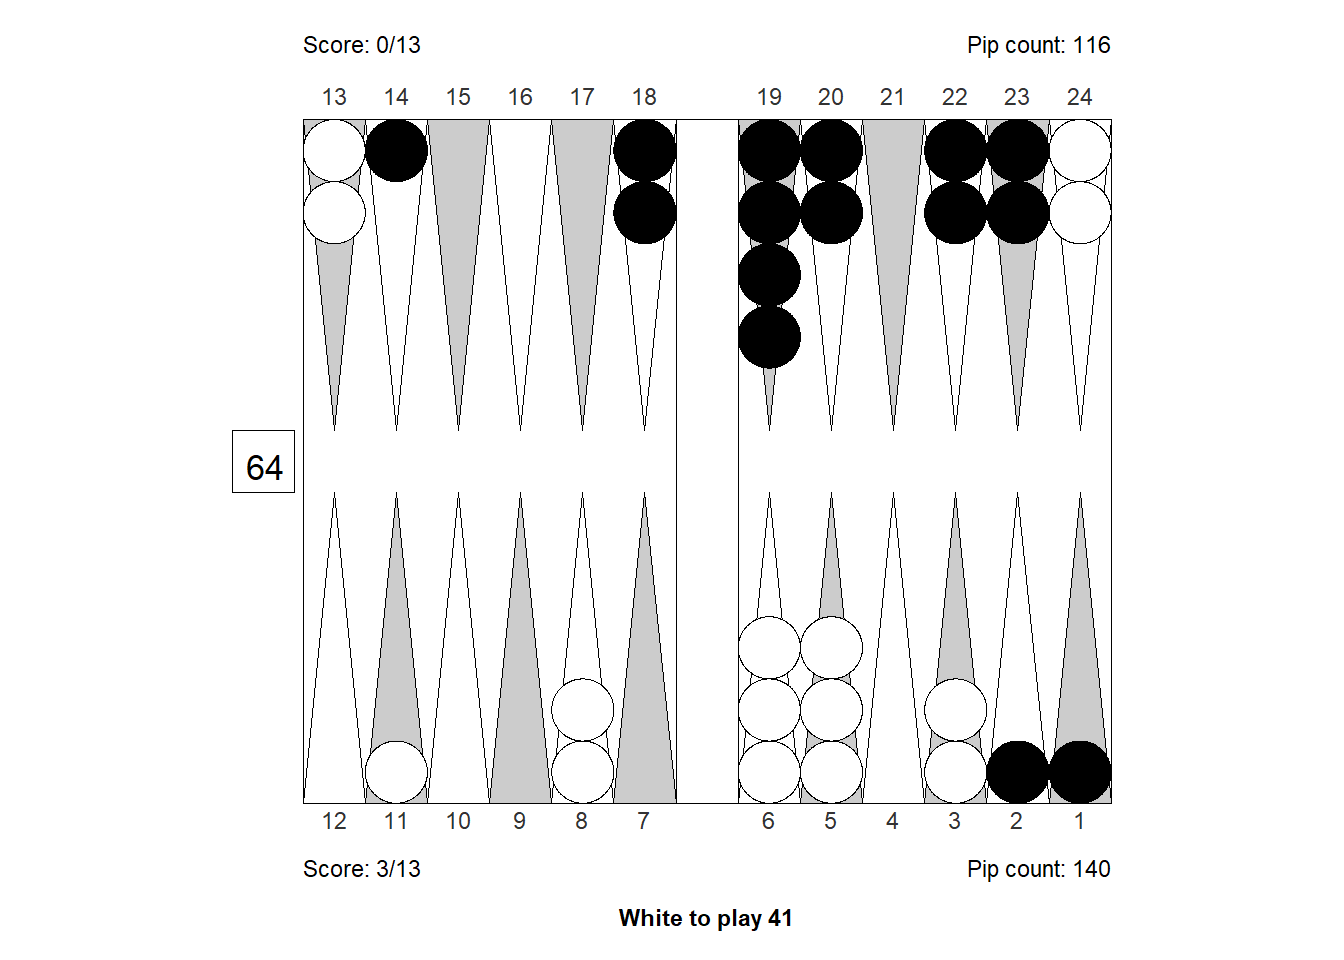 Score: 0/13 Pip count: 116
13 14 15 16 17 18 19 20 21 22 23 24
64
12 11 10 9 8 7 6 5 4 3 2 1
Score: 3/13 Pip count: 140
White to play 41